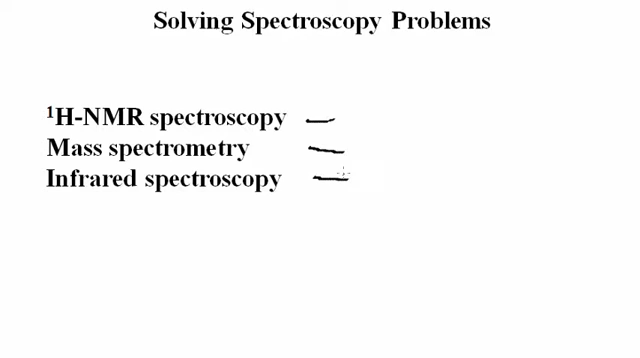 Solving Spectroscopy Problems
¹H-NMR spectroscopy
Mass spectrometry
Infrared spectroscopy